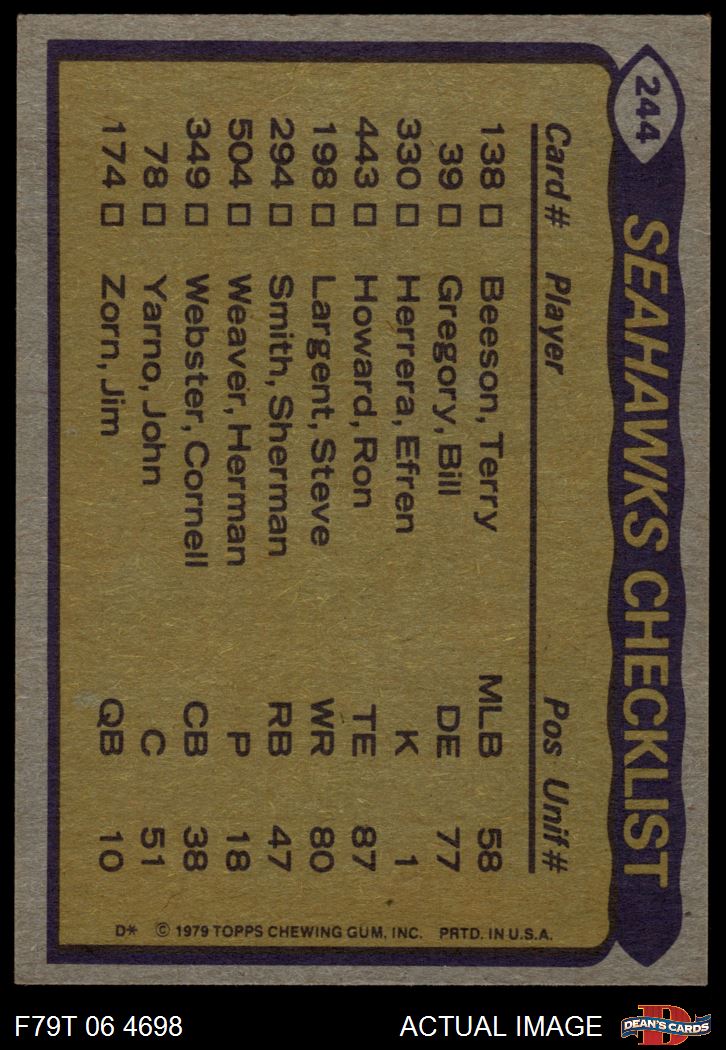 244 SEAHAWKS CHECKLIST
Card# Player Pos Unif#
138 □ Beeson, Terry MLB 58
39 □ Gregory, Bill DE 77
330 □ Herrera, Efren K 1
443 □ Howard, Ron TE 87
198 □ Largent, Steve WR 80
294 □ Smith, Sherman RB 47
504 □ Weaver, Herman P 18
349 □ Webster, Cornell CB 38
78 □ Yarno, John C 51
174 □ Zorn, Jim QB 10
D* © 1979 TOPPS CHEWING GUM, INC. PRTD. IN U.S.A.
F79T 06 4698 ACTUAL IMAGE
D
DEAN'S CARDS